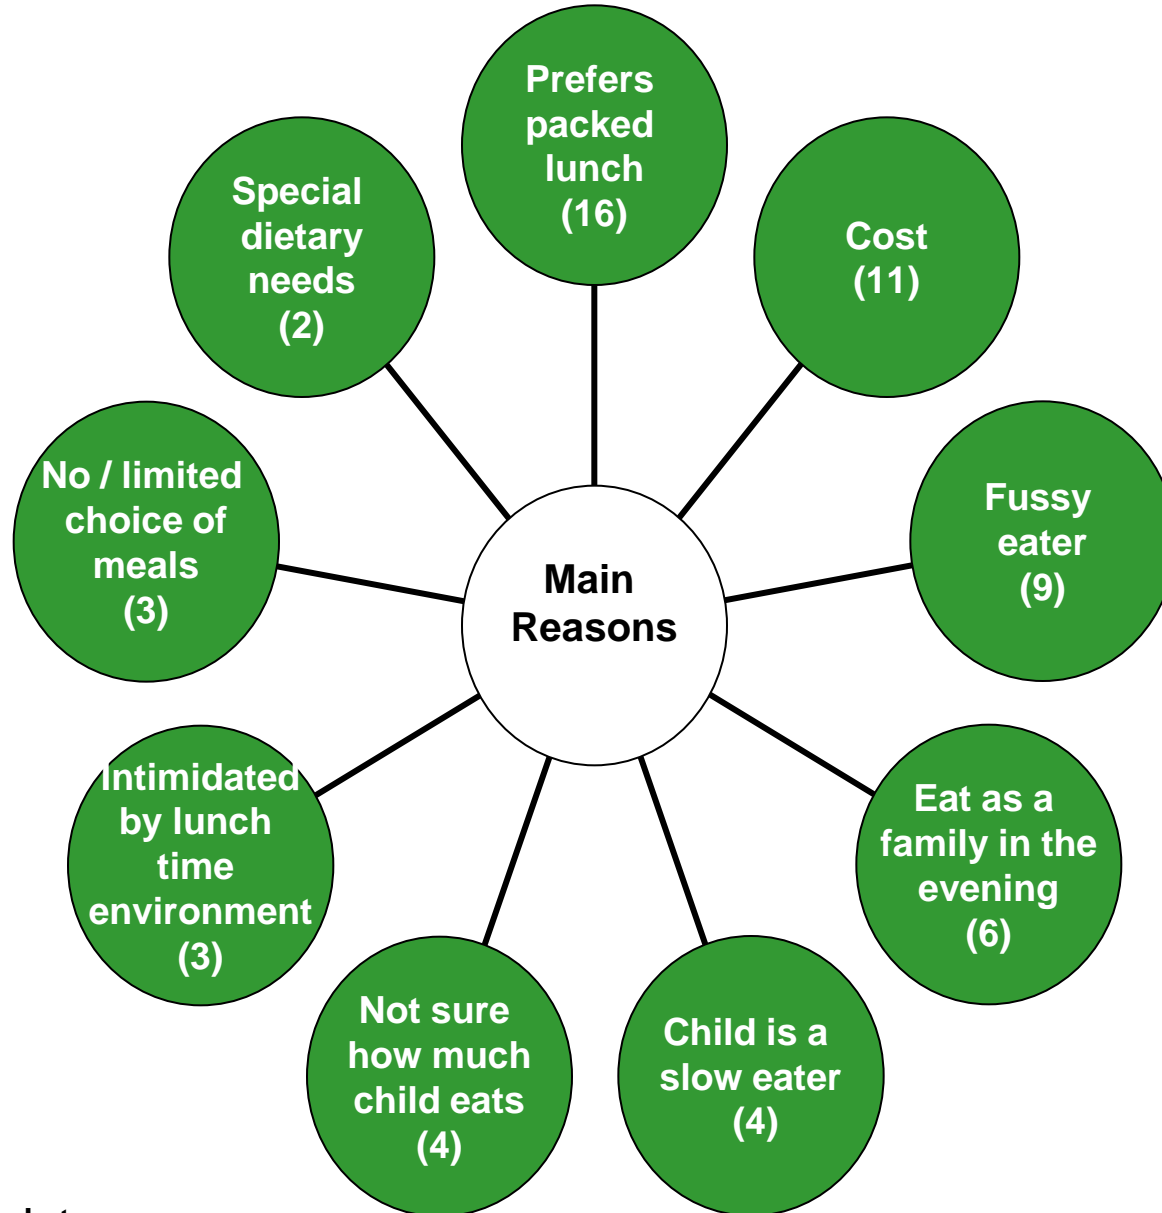 Prefers
packed
lunch
(16)
Cost
(11)
Fussy
eater
(9)
Eat as a
family in the
evening
(6)
Child is a
slow eater
(4)
Not sure
how much
child eats
(4)
Intimidated
by lunch
time
environment
(3)
No / limited
choice of
meals
(3)
Special
dietary
needs
(2)
Main
Reasons